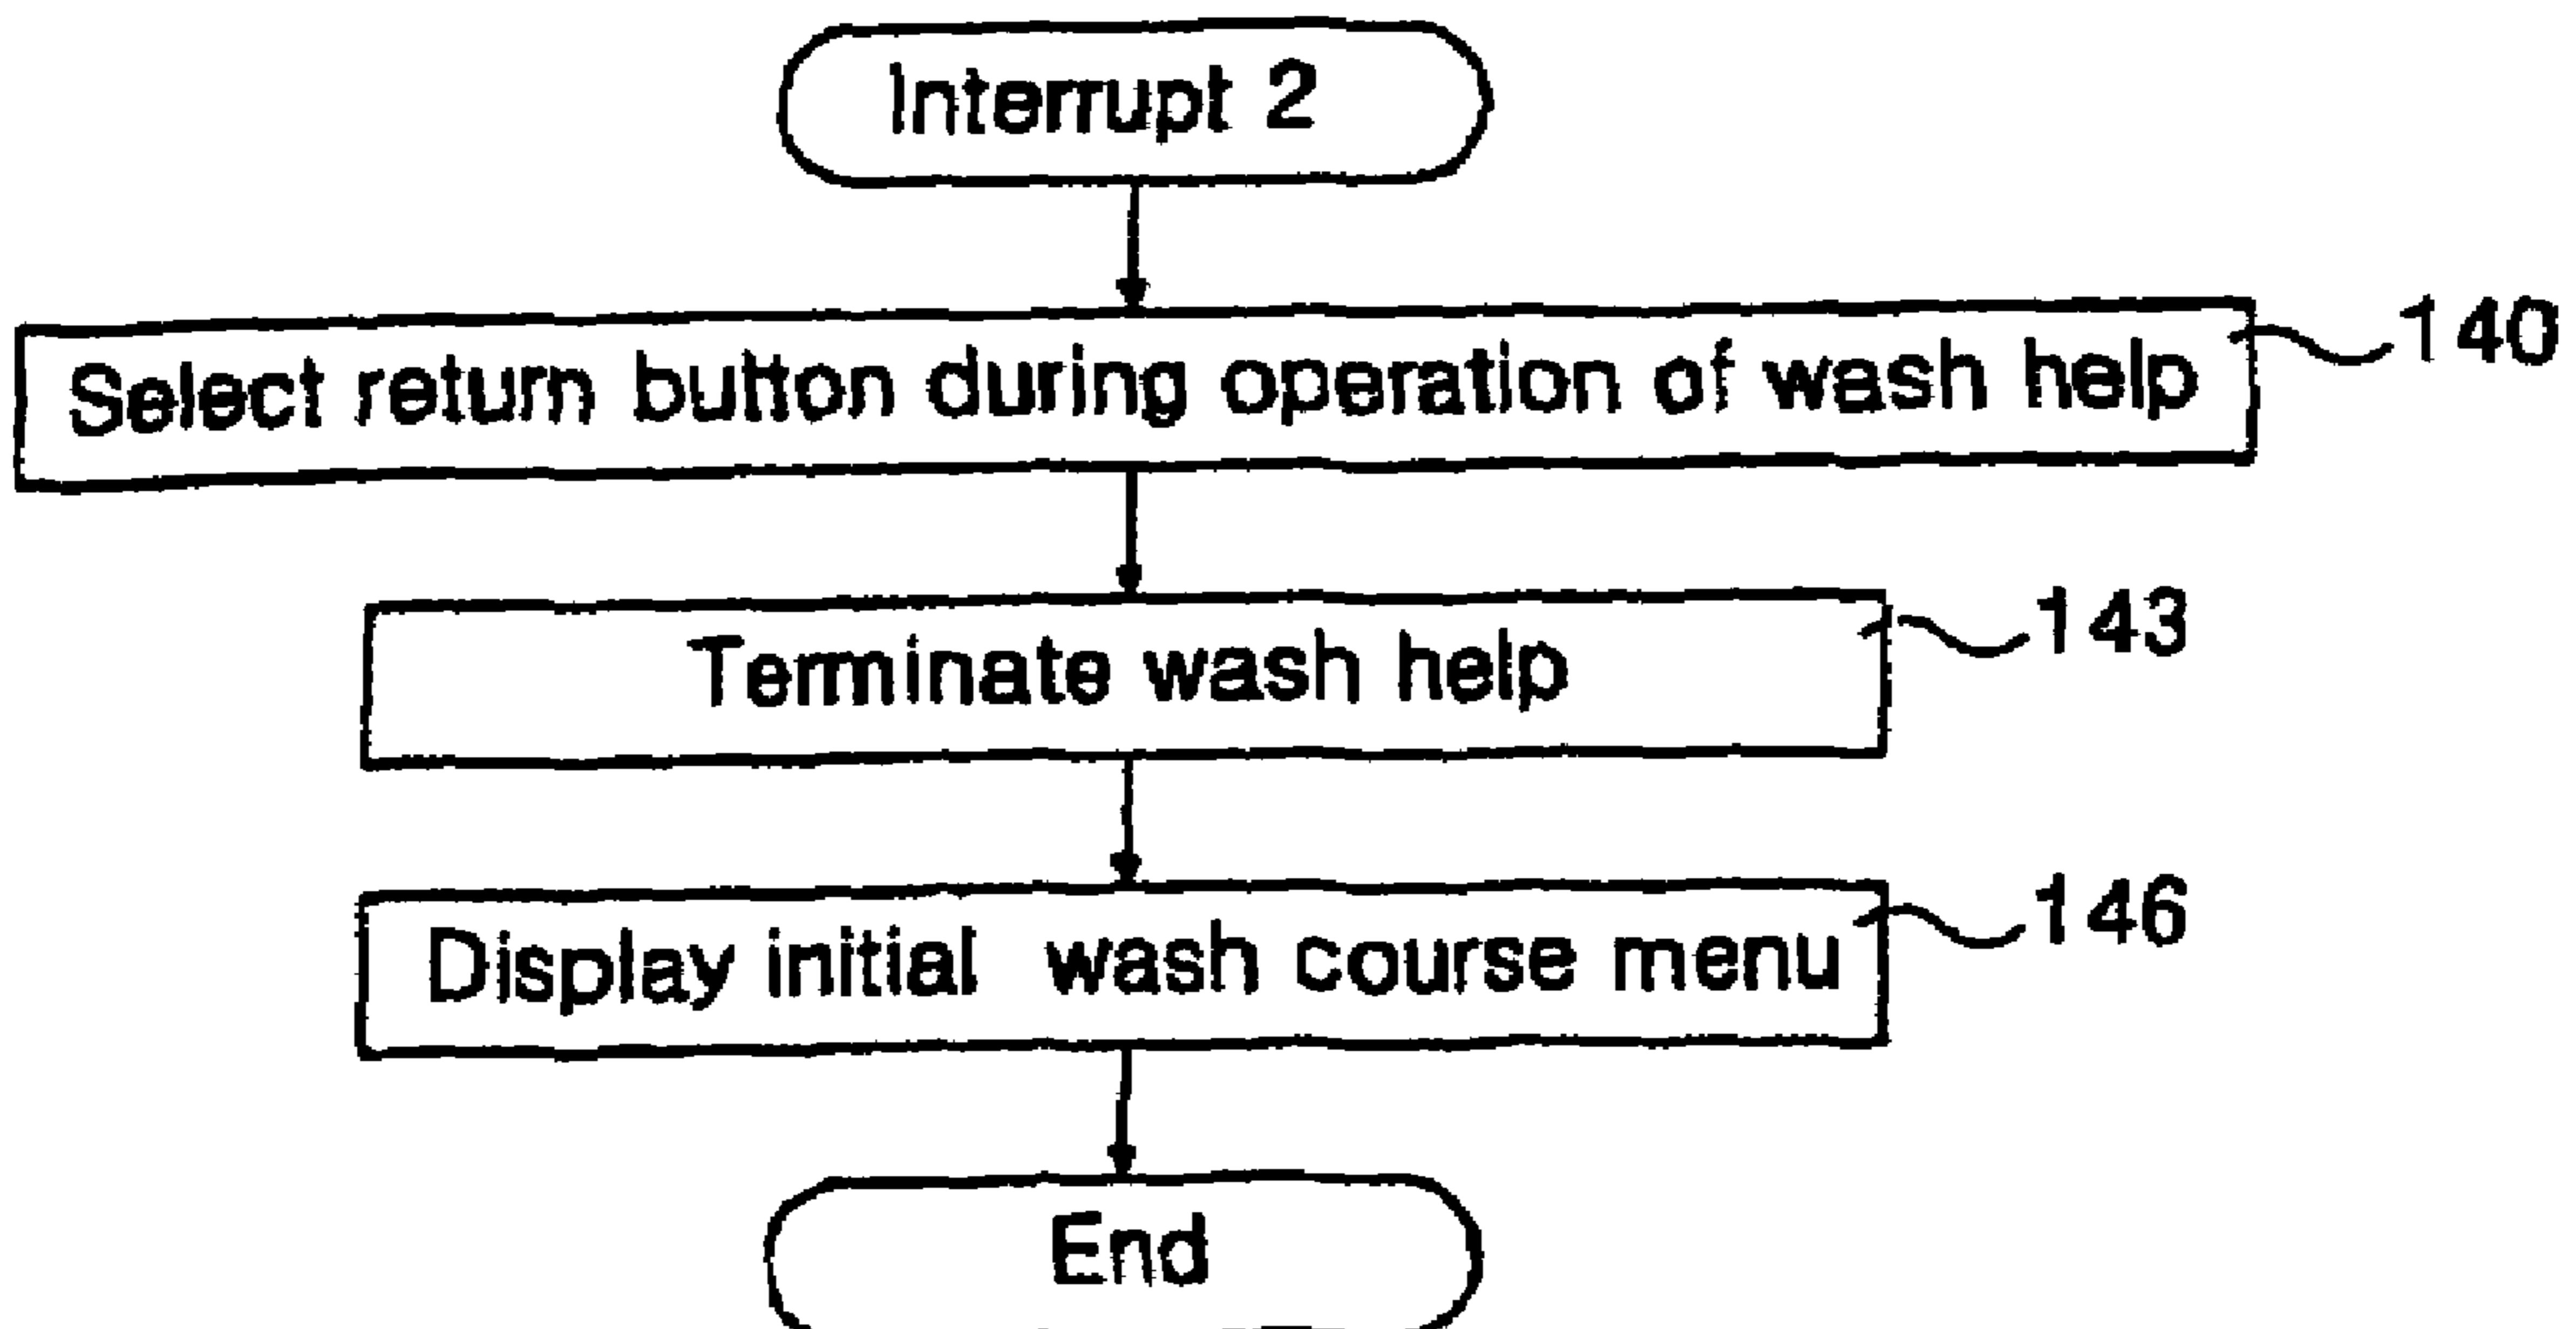 Interrupt 2
Select return button during operation of wash help
140
Terminate wash help
143
Display initial wash course menu
146
End